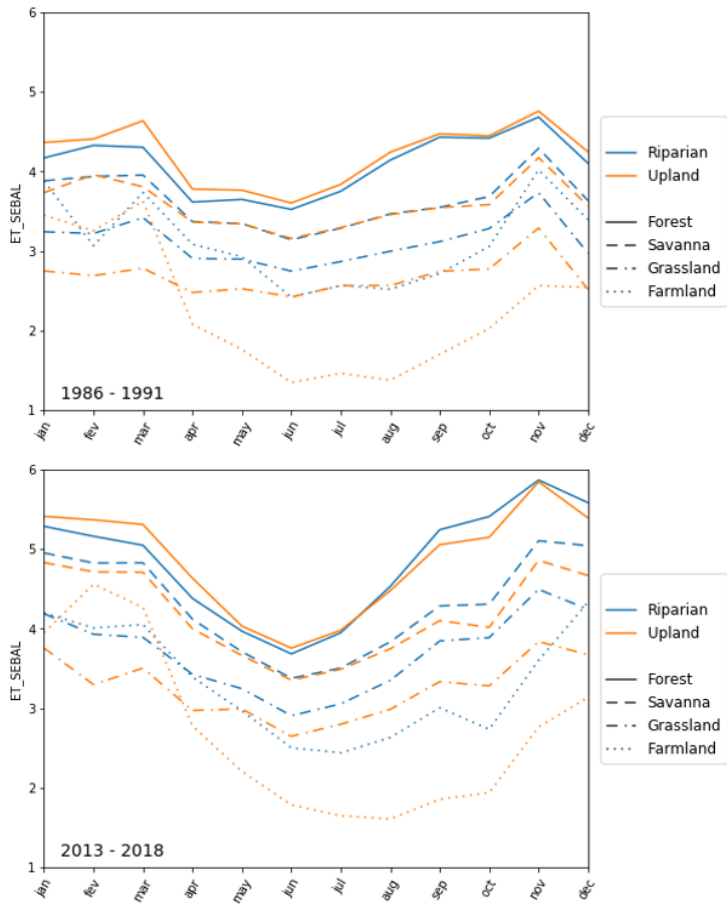 6
5
4
3
2
1
ET_SEBAL
1986 - 1991
jan
fev
mar
apr
may
jun
jul
aug
sep
oct
nov
dec
Riparian
Upland
Forest
Savanna
Grassland
Farmland
6
5
4
3
2
1
ET_SEBAL
2013 - 2018
jan
fev
mar
apr
may
jun
jul
aug
sep
oct
nov
dec
Riparian
Upland
Forest
Savanna
Grassland
Farmland